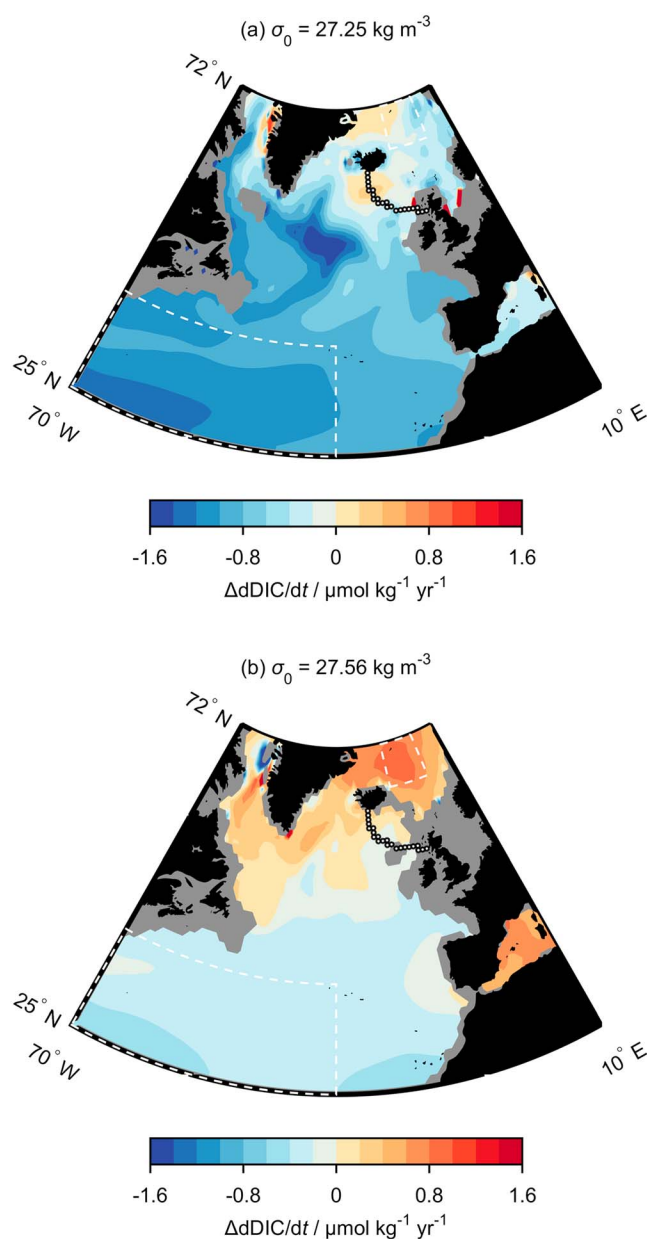 (a) σ₀ = 27.25 kg m⁻³
72° N
25° N
70° W
10° E
-1.6 -0.8 0 0.8 1.6
ΔdDIC/dt / μmol kg⁻¹ yr⁻¹
(b) σ₀ = 27.56 kg m⁻³
72° N
25° N
70° W
10° E
-1.6 -0.8 0 0.8 1.6
ΔdDIC/dt / μmol kg⁻¹ yr⁻¹